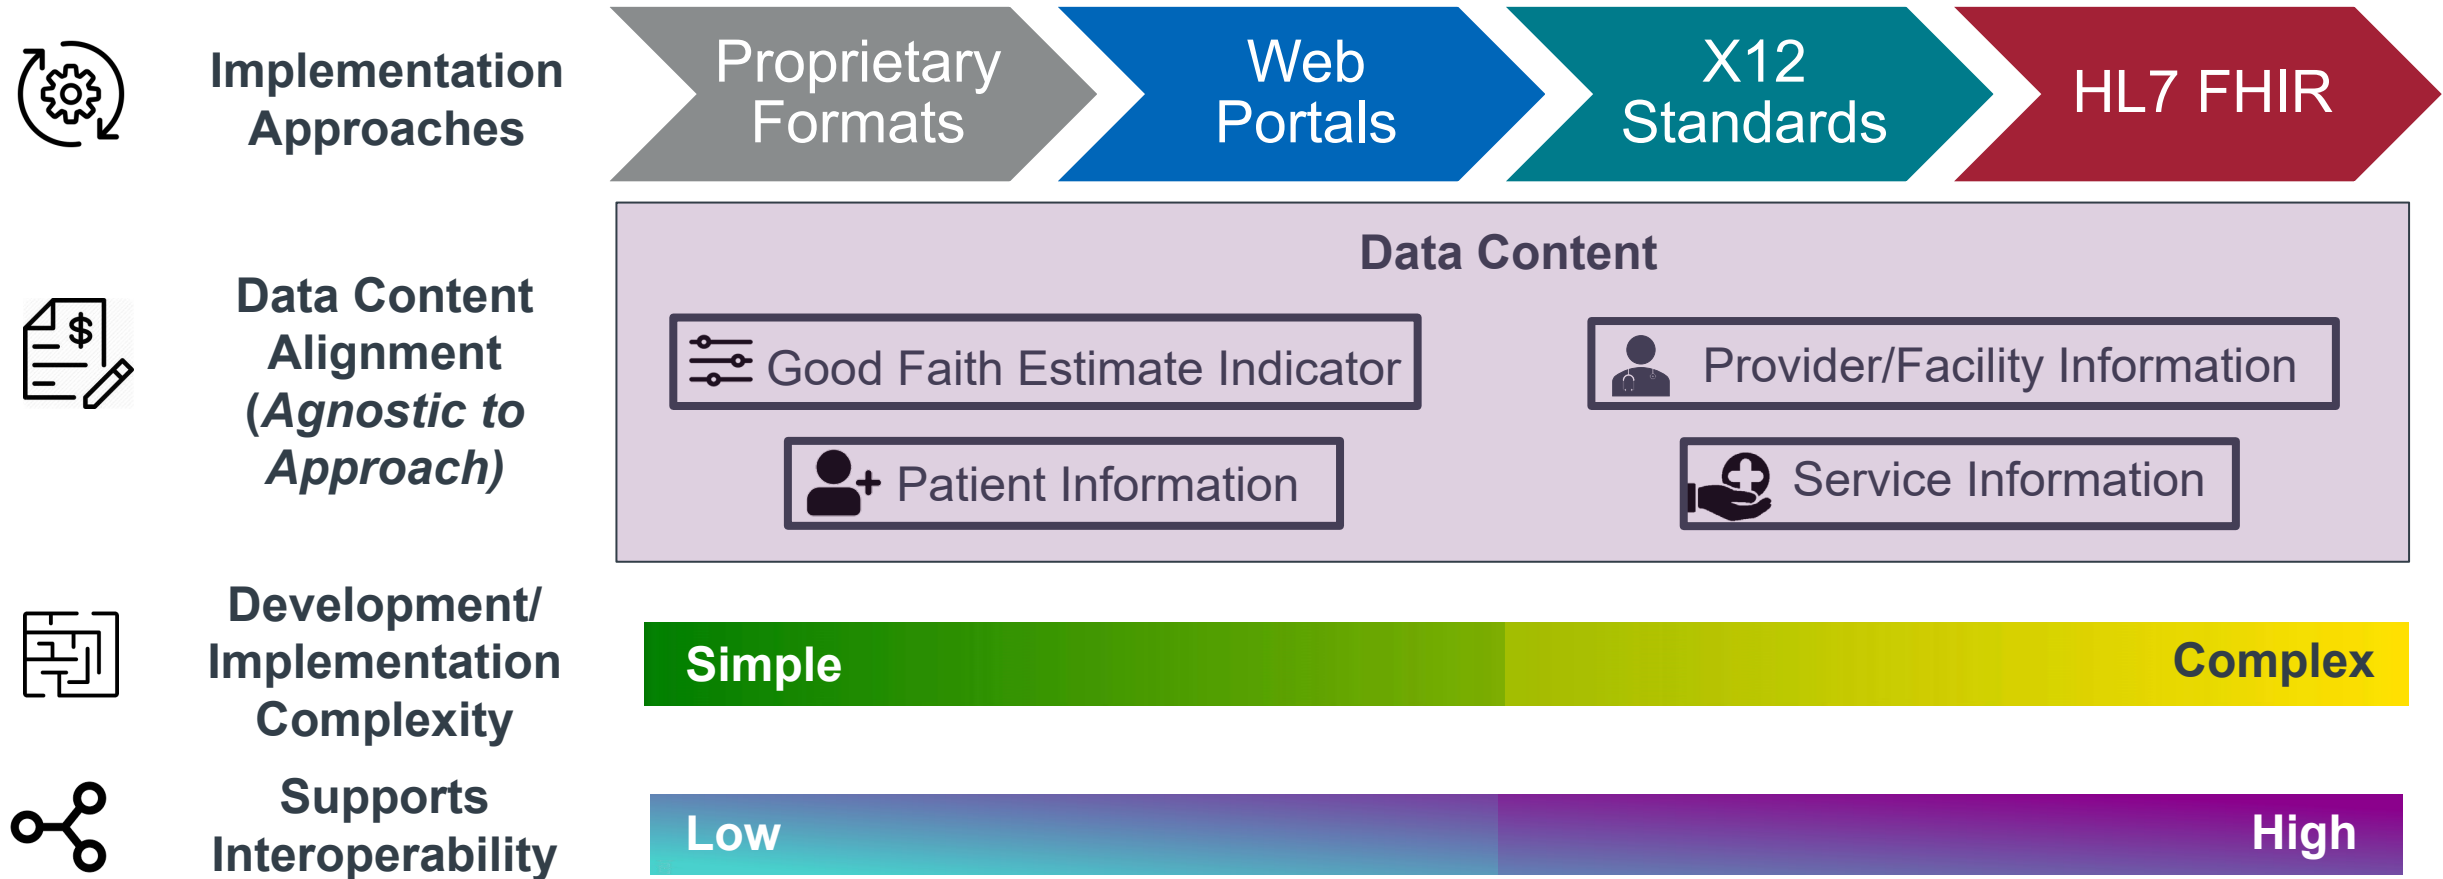 Implementation
Approaches
Proprietary
Formats
Web
Portals
X12
Standards
HL7 FHIR
Data Content
Alignment
(Agnostic to
Approach)
Data Content
$
Good Faith Estimate Indicator
Provider/Facility Information
Patient Information
Service Information
Development/
Implementation
Complexity
Simple
Complex
Supports
Interoperability
Low
High